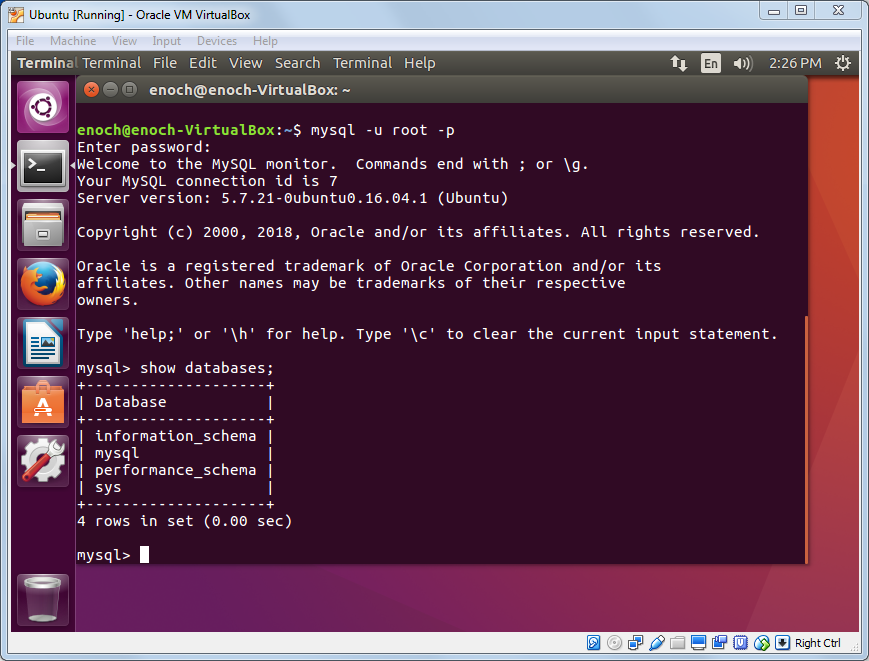 Ubuntu [Running] - Oracle VM VirtualBox
File Machine View Input Devices Help
Terminal Terminal File Edit View Search Terminal Help En 2:26 PM
enoch@enoch-VirtualBox: ~
enoch@enoch-VirtualBox:~$ mysql -u root -p
Enter password:
Welcome to the MySQL monitor.  Commands end with ; or \g.
Your MySQL connection id is 7
Server version: 5.7.21-0ubuntu0.16.04.1 (Ubuntu)
Copyright (c) 2000, 2018, Oracle and/or its affiliates. All rights reserved.
Oracle is a registered trademark of Oracle Corporation and/or its
affiliates. Other names may be trademarks of their respective
owners.
Type 'help;' or '\h' for help. Type '\c' to clear the current input statement.
mysql> show databases;
+--------------------+
| Database           |
+--------------------+
| information_schema |
| mysql              |
| performance_schema |
| sys                |
+--------------------+
4 rows in set (0.00 sec)
mysql>
Right Ctrl